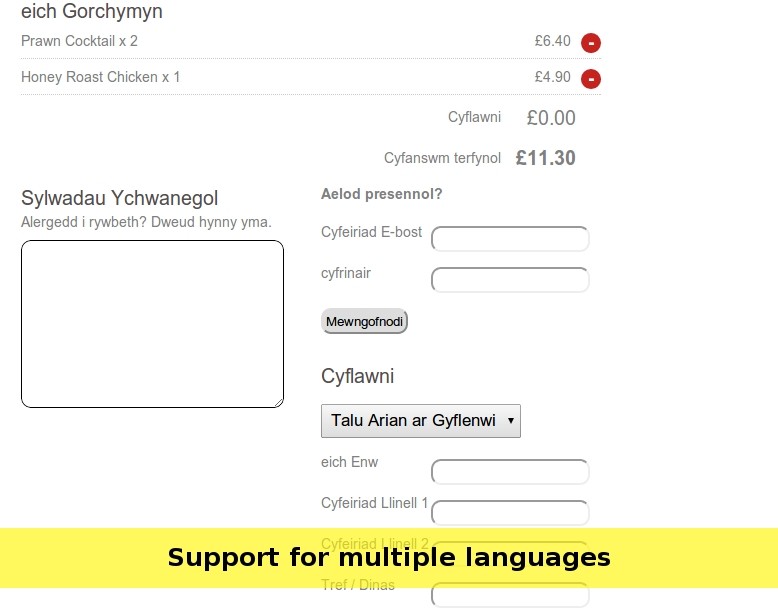 eich Gorchymyn
Prawn Cocktail x 2 £6.40 -
Honey Roast Chicken x 1 £4.90 -
Cyflawni £0.00
Cyfanswm terfynol £11.30
Sylwadau Ychwanegol
Alergedd i rywbeth? Dweud hynny yma.
Aelod presennol?
Cyfeiriad E-bost
cyfrinair
Mewngofnodi
Cyflawni
Talu Arian ar Gyflenwi
eich Enw
Cyfeiriad Llinell 1
Cyfeiriad Llinell 2
Support for multiple languages
Tref / Dinas